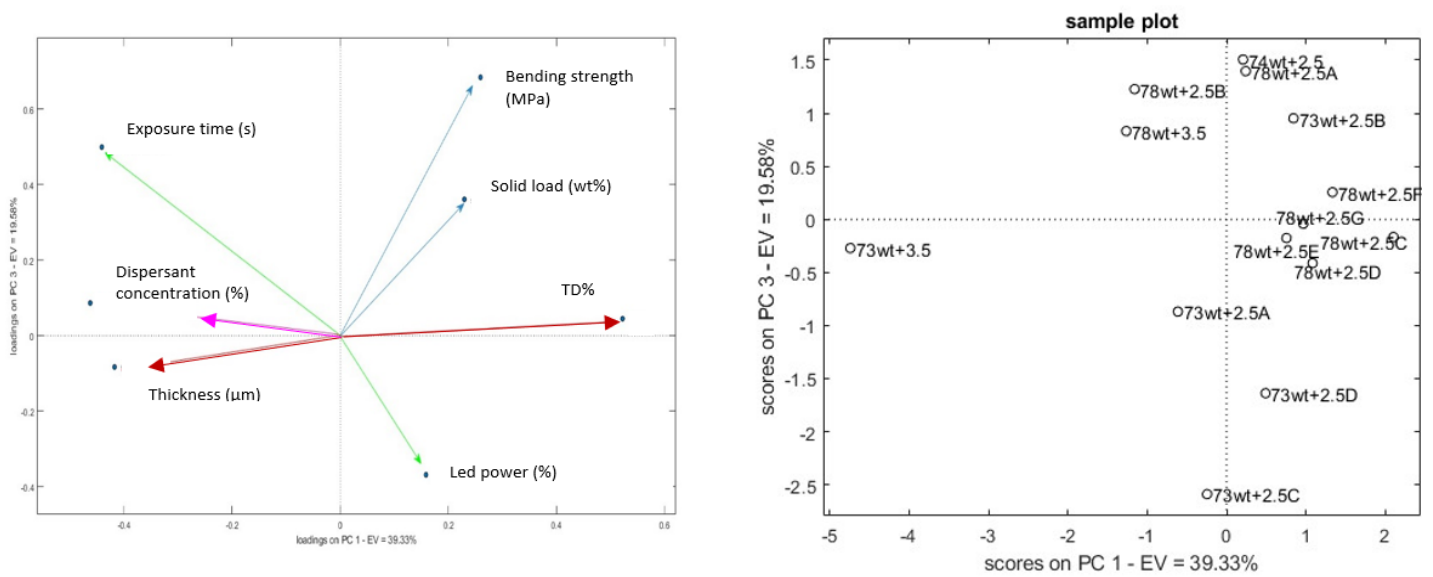 Bending strength
(MPa)
Exposure time (s)
Solid load (wt%)
Dispersant
concentration (%)
TD%
Thickness (µm)
Led power (%)
0.6
0.4
0.2
0
-0.2
-0.4
loadings on PC 3 - EV = 19.58%
-0.4
-0.2
0
0.2
0.4
0.6
loadings on PC 1 - EV = 39.33%
sample plot
74wt+2.5
78wt+2.5A
78wt+2.5B
73wt+2.5B
78wt+3.5
78wt+2.5F
78wt+2.5G
78wt+2.5C
78wt+2.5E
73wt+3.5
78wt+2.5D
73wt+2.5A
73wt+2.5D
73wt+2.5C
1.5
1
0.5
0
-0.5
-1
-1.5
-2
-2.5
scores on PC 3 - EV = 19.58%
-5
-4
-3
-2
-1
0
1
2
scores on PC 1 - EV = 39.33%